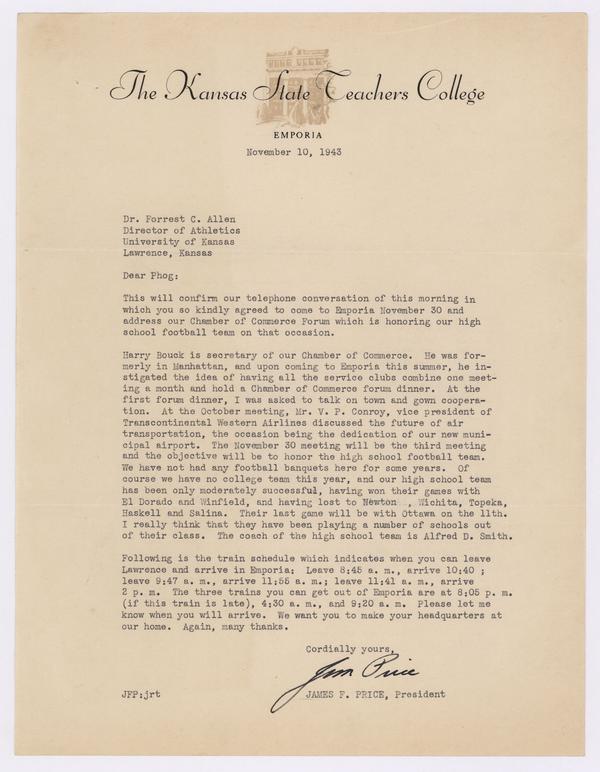 The Kansas State Teachers College
EMPORIA
November 10, 1943
Dr. Forrest C. Allen
Director of Athletics
University of Kansas
Lawrence, Kansas
Dear Phog:
This will confirm our telephone conversation of this morning in
which you so kindly agreed to come to Emporia November 30 and
address our Chamber of Commerce Forum which is honoring our high
school football team on that occasion.
Harry Bouck is secretary of our Chamber of Commerce. He was for-
merly in Manhattan, and upon coming to Emporia this summer, he in-
stigated the idea of having all the service clubs combine one meet-
ing a month and hold a Chamber of Commerce forum dinner. At the
first forum dinner, I was asked to talk on town and gown coopera-
tion. At the October meeting, Mr. V. P. Conroy, vice president of
Transcontinental Western Airlines discussed the future of air
transportation, the occasion being the dedication of our new muni-
cipal airport. The November 30 meeting will be the third meeting
and the objective will be to honor the high school football team.
We have not had any football banquets here for some years. Of
course we have no college team this year, and our high school team
has been only moderately successful, having won their games with
El Dorado and Winfield, and having lost to Newton , Wichita, Topeka,
Haskell and Salina. Their last game will be with Ottawa on the 11th.
I really think that they have been playing a number of schools out
of their class. The coach of the high school team is Alfred D. Smith.
Following is the train schedule which indicates when you can leave
Lawrence and arrive in Emporia: Leave 8:45 a. m., arrive 10:40 ;
leave 9:47 a. m., arrive 11:55 a. m.; leave 11:41 a. m., arrive
2 p. m. The three trains you can get out of Emporia are at 8:05 p. m.
(if this train is late), 4:30 a. m., and 9:20 a. m. Please let me
know when you will arrive. We want you to make your headquarters at
our home. Again, many thanks.
Cordially yours,
Jim Price
JFP:jrt JAMES F. PRICE, President